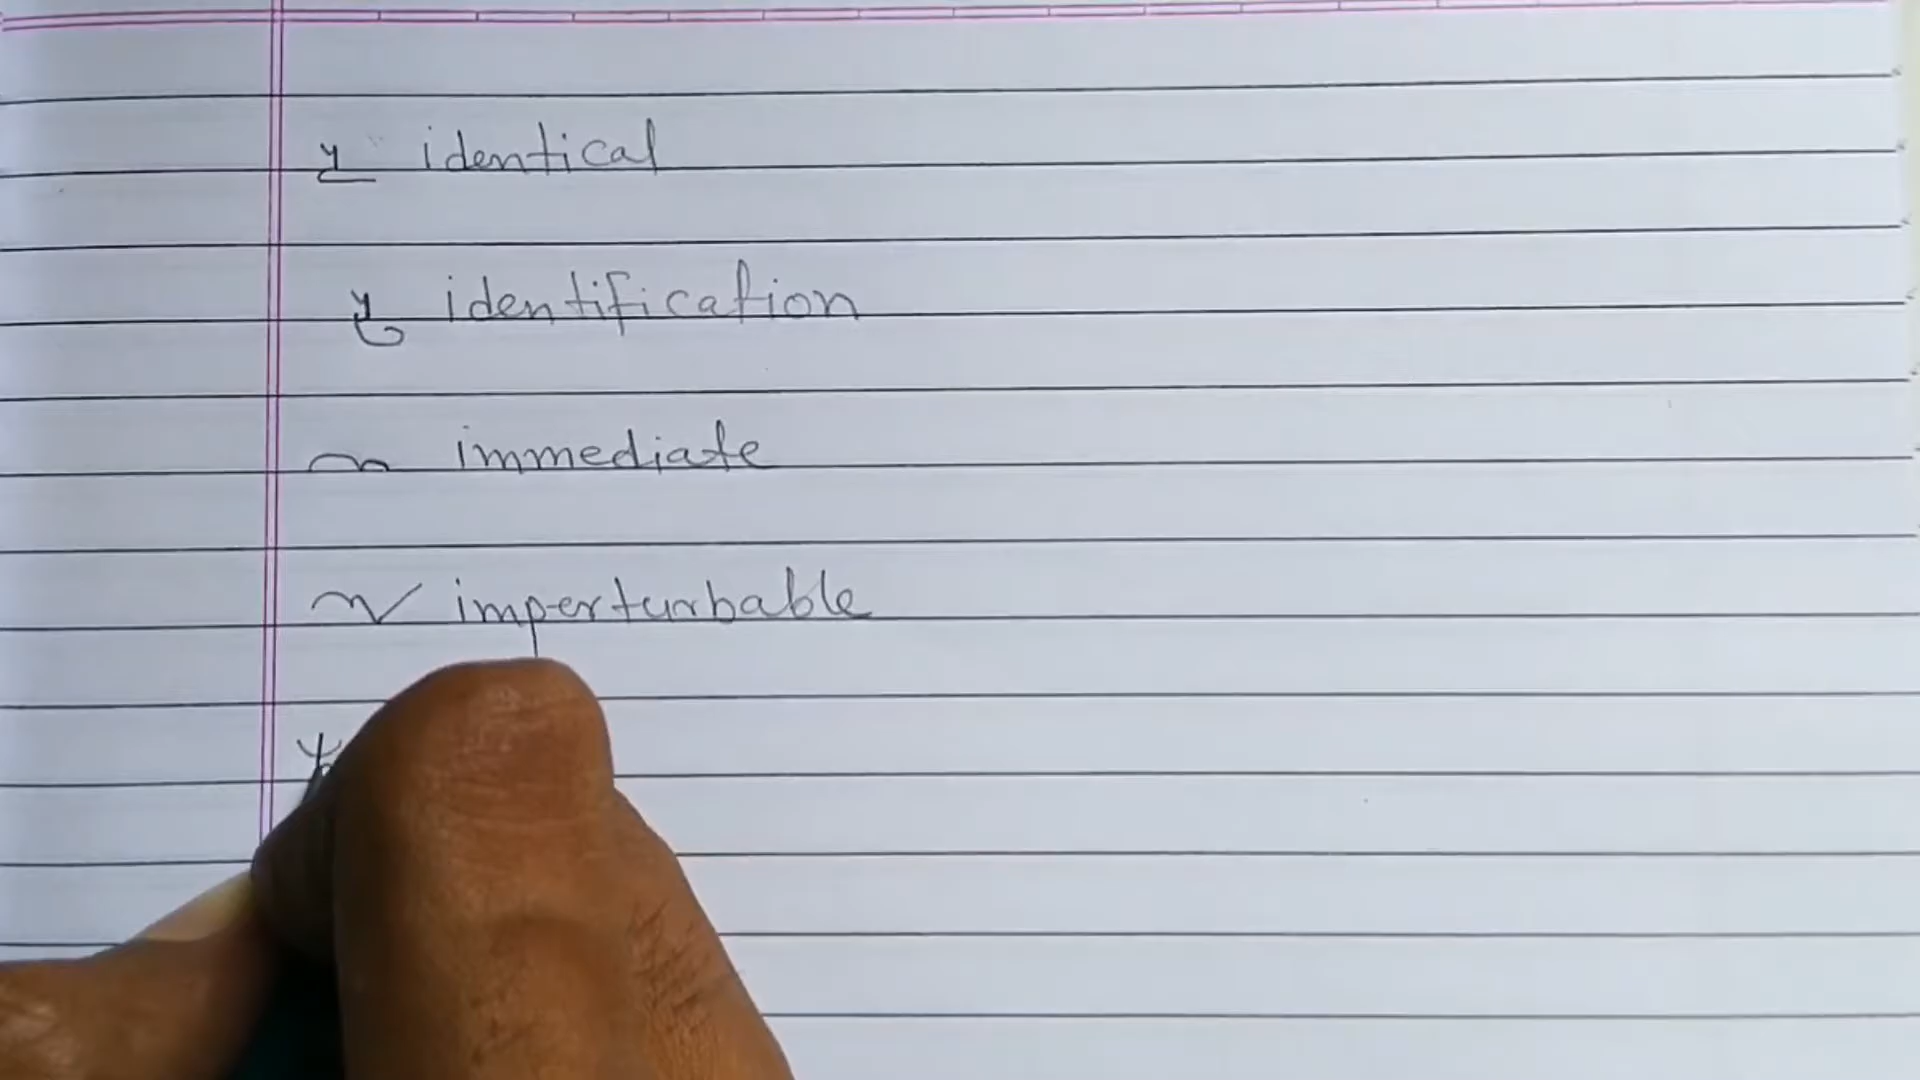 identical
identification
immediate
imperturbable